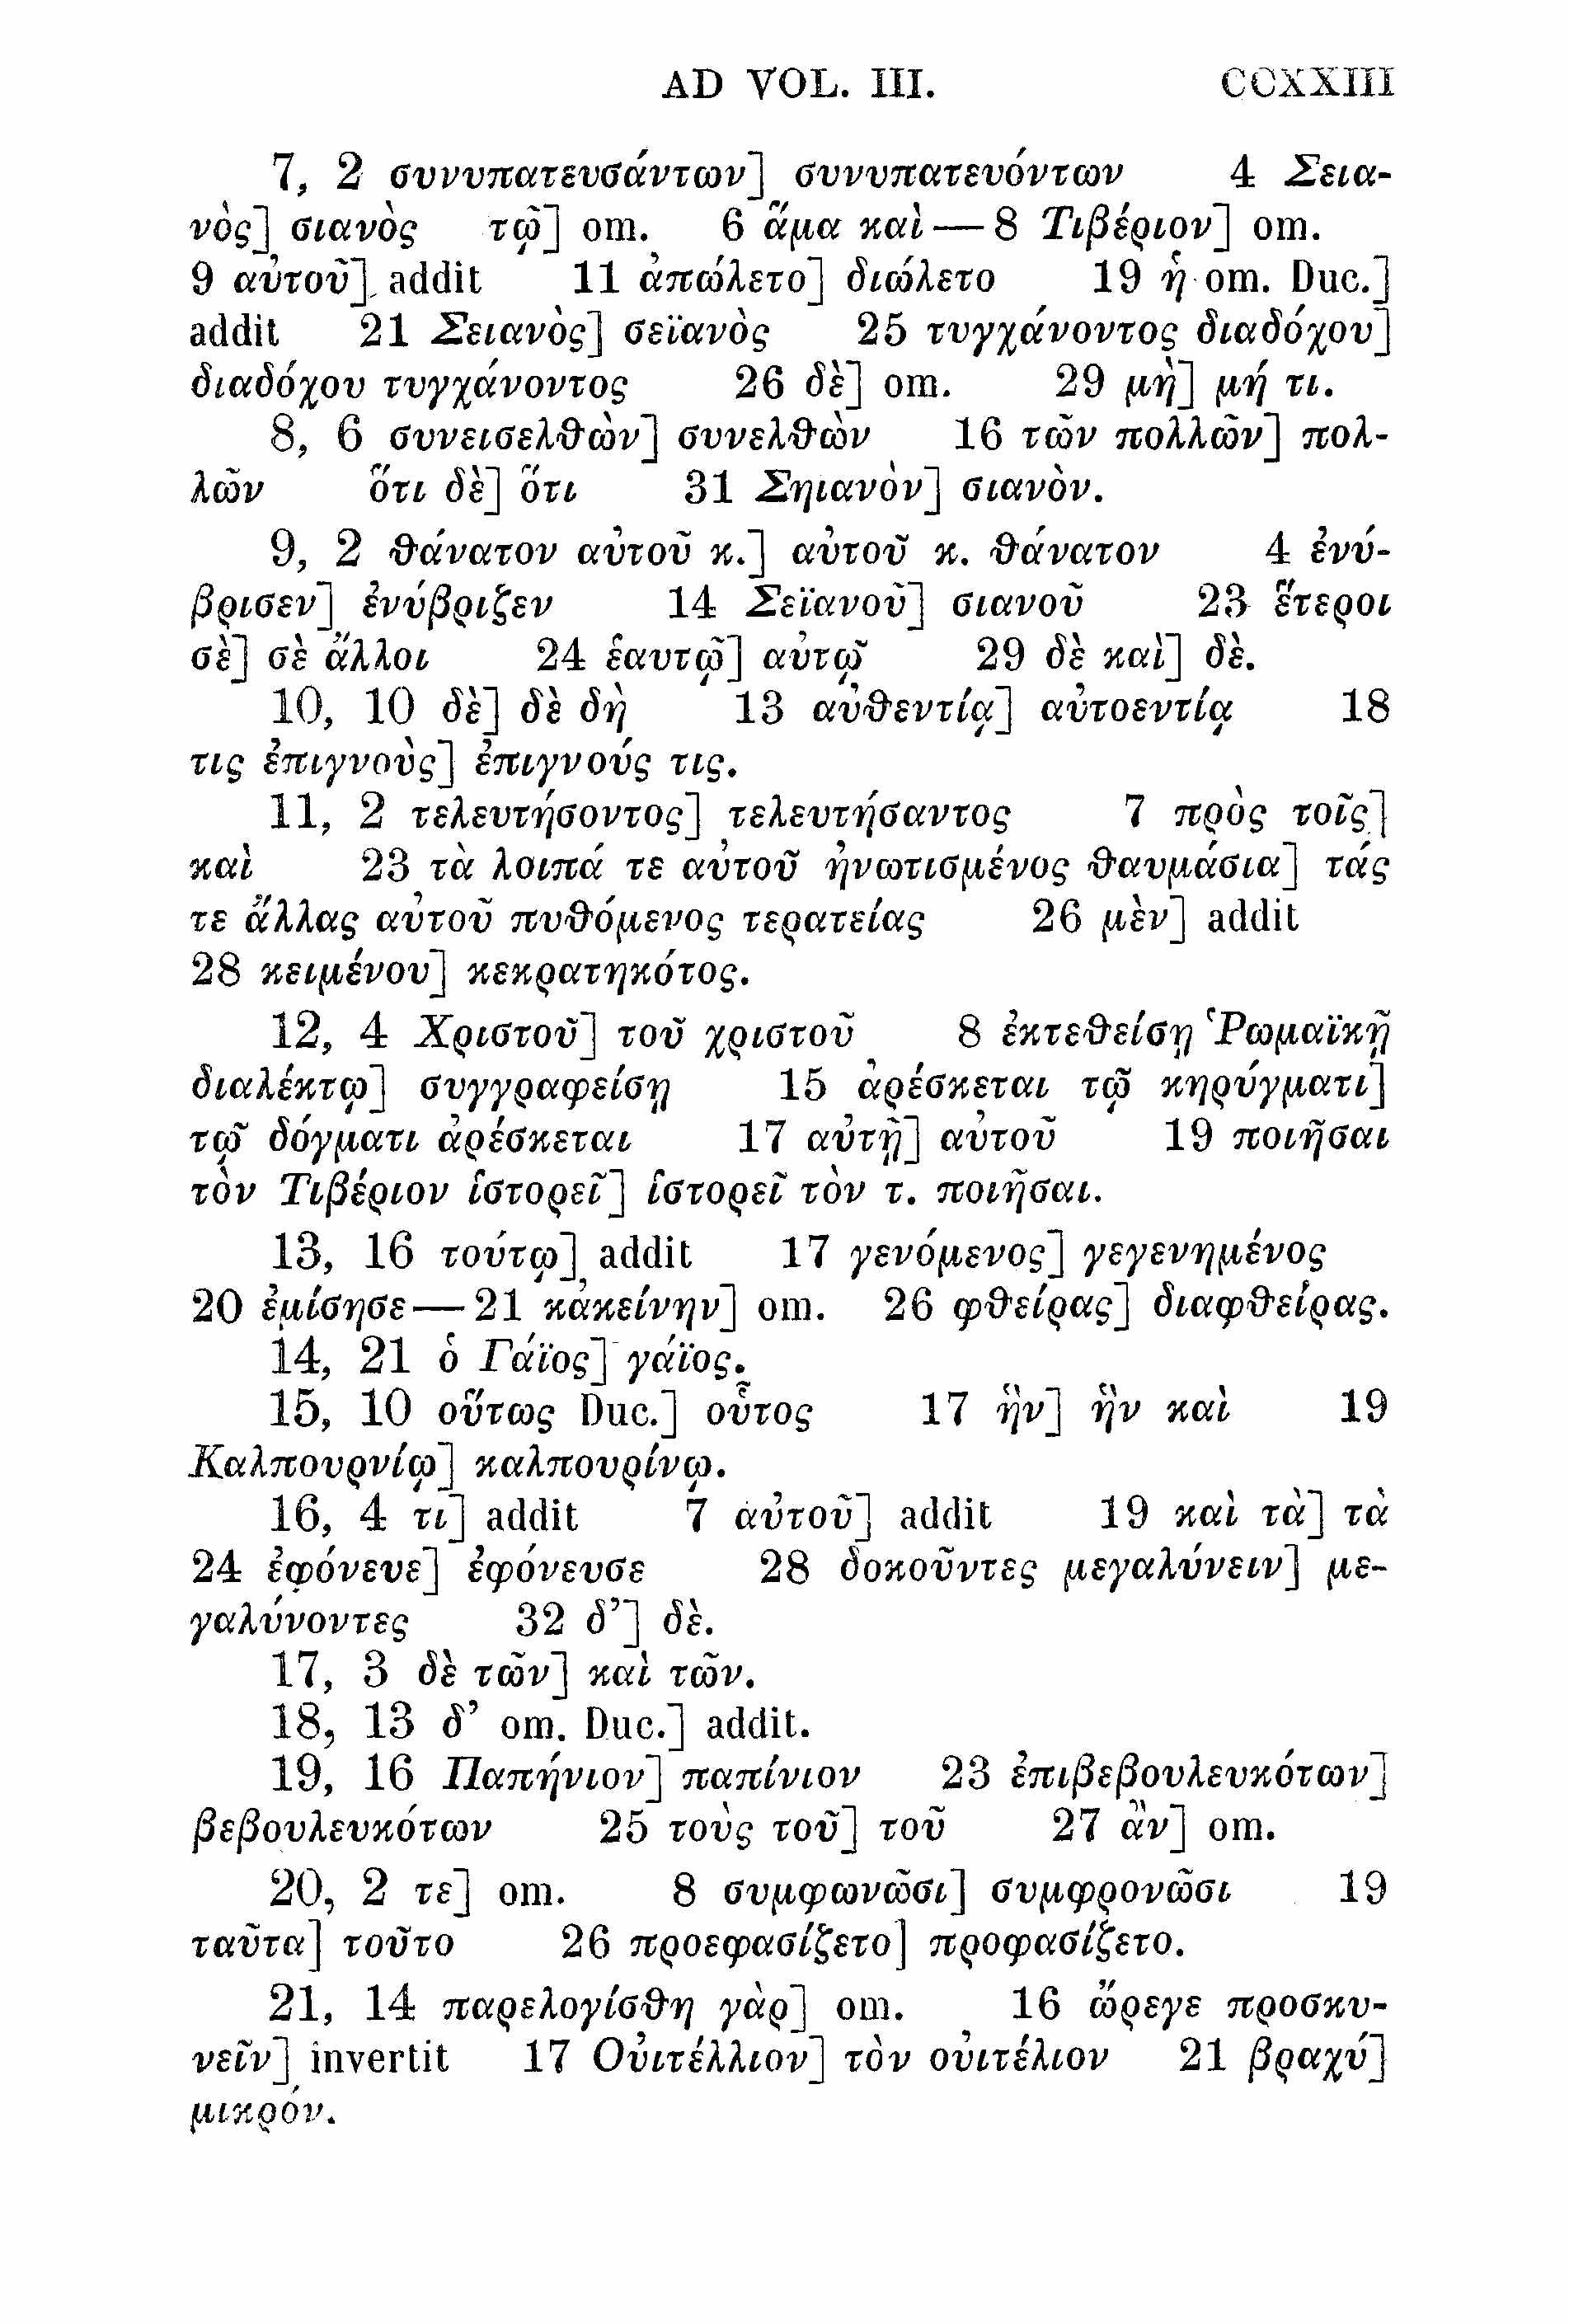 AD VOL. III. CCXXIII
7, 2 συνυπατευσάντων] συνυπατευόντων 4 Σεια-
νὸς] σιανὸς τῷ] om. 6 ἅμα καὶ — 8 Τιβέριον] om.
9 αὐτοῦ] addit 11 ἀπώλετο] διώλετο 19 ἡ om. Duc.]
addit 21 Σειανὸς] σεϊανὸς 25 τυγχάνοντος διαδόχου]
διαδόχου τυγχάνοντος 26 δὲ] om. 29 μὴ] μή τι.
8, 6 συνεισελθὼν] συνελθὼν 16 τῶν πολλῶν] πολ-
λῶν ὅτι δὲ] ὅτι 31 Σηιανὸν] σιανὸν.
9, 2 θάνατον αὐτοῦ κ.] αὐτοῦ κ. θάνατον 4 ἐνύ-
βρισεν] ἐνύβριζεν 14 Σεϊανοῦ] σιανοῦ 23 ἕτεροι
σὲ] σὲ ἄλλοι 24 ἑαυτῷ] αὐτῷ 29 δὲ καὶ] δὲ.
10, 10 δὲ] δὲ δὴ 13 αὐθεντίᾳ] αὐτοεντίᾳ 18
τις ἐπιγνοὺς] ἐπιγνούς τις.
11, 2 τελευτήσοντος] τελευτήσαντος 7 πρὸς τοῖς]
καὶ 23 τὰ λοιπά τε αὐτοῦ ἠνωτισμένος θαυμάσια] τάς
τε ἄλλας αὐτοῦ πυθόμενος τερατείας 26 μὲν] addit
28 κειμένου] κεκρατηκότος.
12, 4 Χριστοῦ] τοῦ χριστοῦ 8 ἐκτεθείσῃ Ῥωμαϊκῇ
διαλέκτῳ] συγγραφείσῃ 15 ἀρέσκεται τῷ κηρύγματι]
τῷ δόγματι ἀρέσκεται 17 αὐτῇ] αὐτοῦ 19 ποιῆσαι
τὸν Τιβέριον ἱστορεῖ] ἱστορεῖ τὸν τ. ποιῆσαι.
13, 16 τούτῳ] addit 17 γενόμενος] γεγενημένος
20 ἐμίσησε — 21 κἀκείνην] om. 26 φθείρας] διαφθείρας.
14, 21 ὁ Γάϊος] γάϊος.
15, 10 οὕτως Duc.] οὗτος 17 ἣν] ἣν καὶ 19
Καλπουρνίῳ] καλπουρίνῳ.
16, 4 τι] addit 7 αὐτοῦ] addit 19 καὶ τὰ] τὰ
24 ἐφόνευε] ἐφόνευσε 28 δοκοῦντες μεγαλύνειν] με-
γαλύνοντες 32 δ’] δὲ.
17, 3 δὲ τῶν] καὶ τῶν.
18, 13 δ’ om. Duc.] addit.
19, 16 Παπήνιον] παπίνιον 23 ἐπιβεβουλευκότων]
βεβουλευκότων 25 τοὺς τοῦ] τοῦ 27 ἂν] om.
20, 2 τε] om. 8 συμφωνῶσι] συμφρονῶσι 19
ταῦτα] τοῦτο 26 προεφασίζετο] προφασίζετο.
21, 14 παρελογίσθη γὰρ] om. 16 ὤρεγε προσκυ-
νεῖν] invertit 17 Οὐιτέλλιον] τὸν οὐιτέλιον 21 βραχύ]
μικρόν.